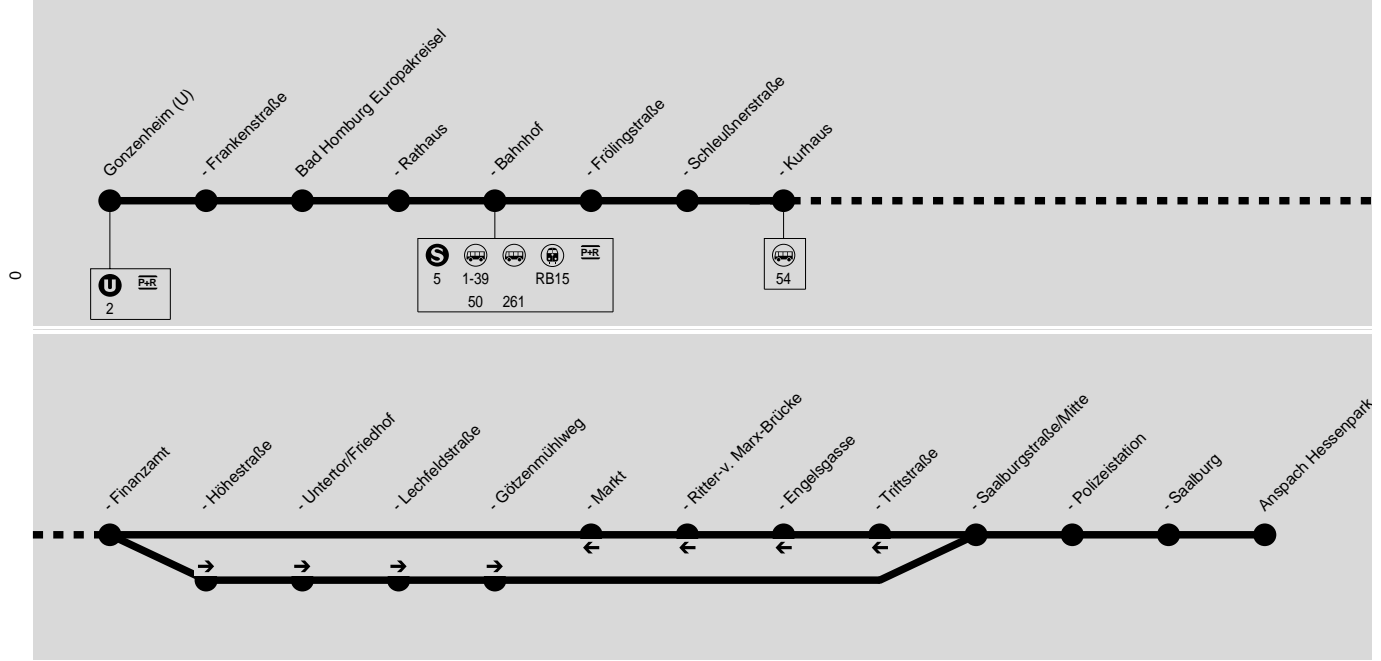 Gonzenheim (U)
- Frankenstraße
Bad Homburg Europakreisel
- Rathaus
- Bahnhof
- Frölingstraße
- Schleußnerstraße
- Kurhaus
U P+R
2
S P+R
5 1-39 RB15
50 261
54
0
- Finanzamt
- Höhestraße
- Untertor/Friedhof
- Lechfeldstraße
- Götzenmühlweg
- Markt
- Ritter-v. Marx-Brücke
- Engelsgasse
- Triftstraße
- Saalburgstraße/Mitte
- Polizeistation
- Saalburg
Anspach Hessenpark